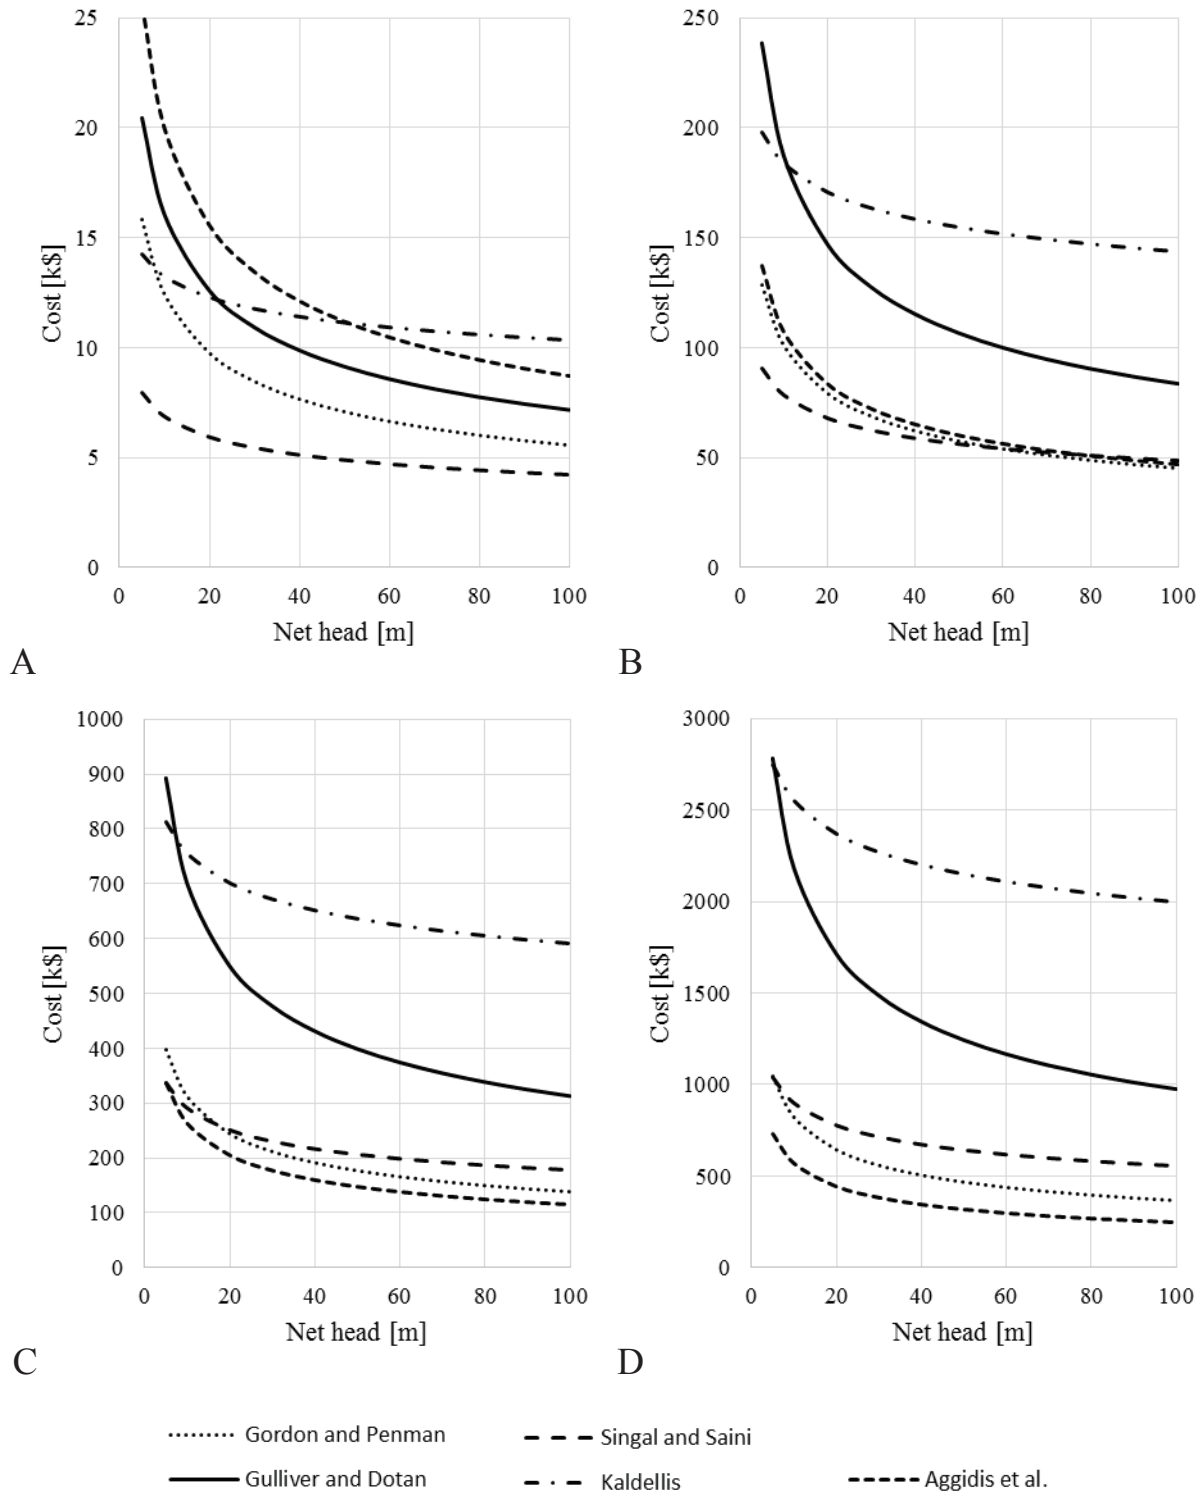 25
20
15
10
5
0
0 20 40 60 80 100
Cost [k$]
Net head [m]
A
250
200
150
100
50
0
0 20 40 60 80 100
Cost [k$]
Net head [m]
B
1000
900
800
700
600
500
400
300
200
100
0
0 20 40 60 80 100
Cost [k$]
Net head [m]
C
3000
2500
2000
1500
1000
500
0
0 20 40 60 80 100
Cost [k$]
Net head [m]
D
Gordon and Penman
Singal and Saini
Gulliver and Dotan
Kaldellis
Aggidis et al.